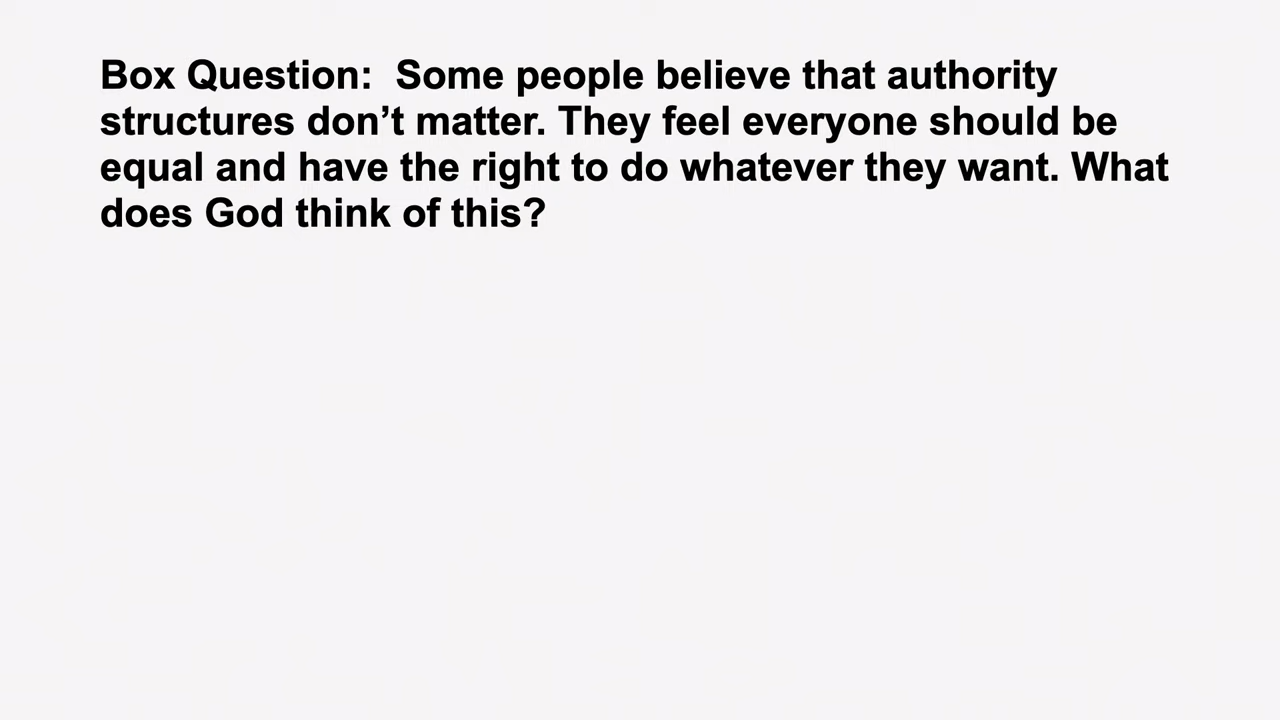 Box Question:  Some people believe that authority
structures don’t matter. They feel everyone should be
equal and have the right to do whatever they want. What
does God think of this?